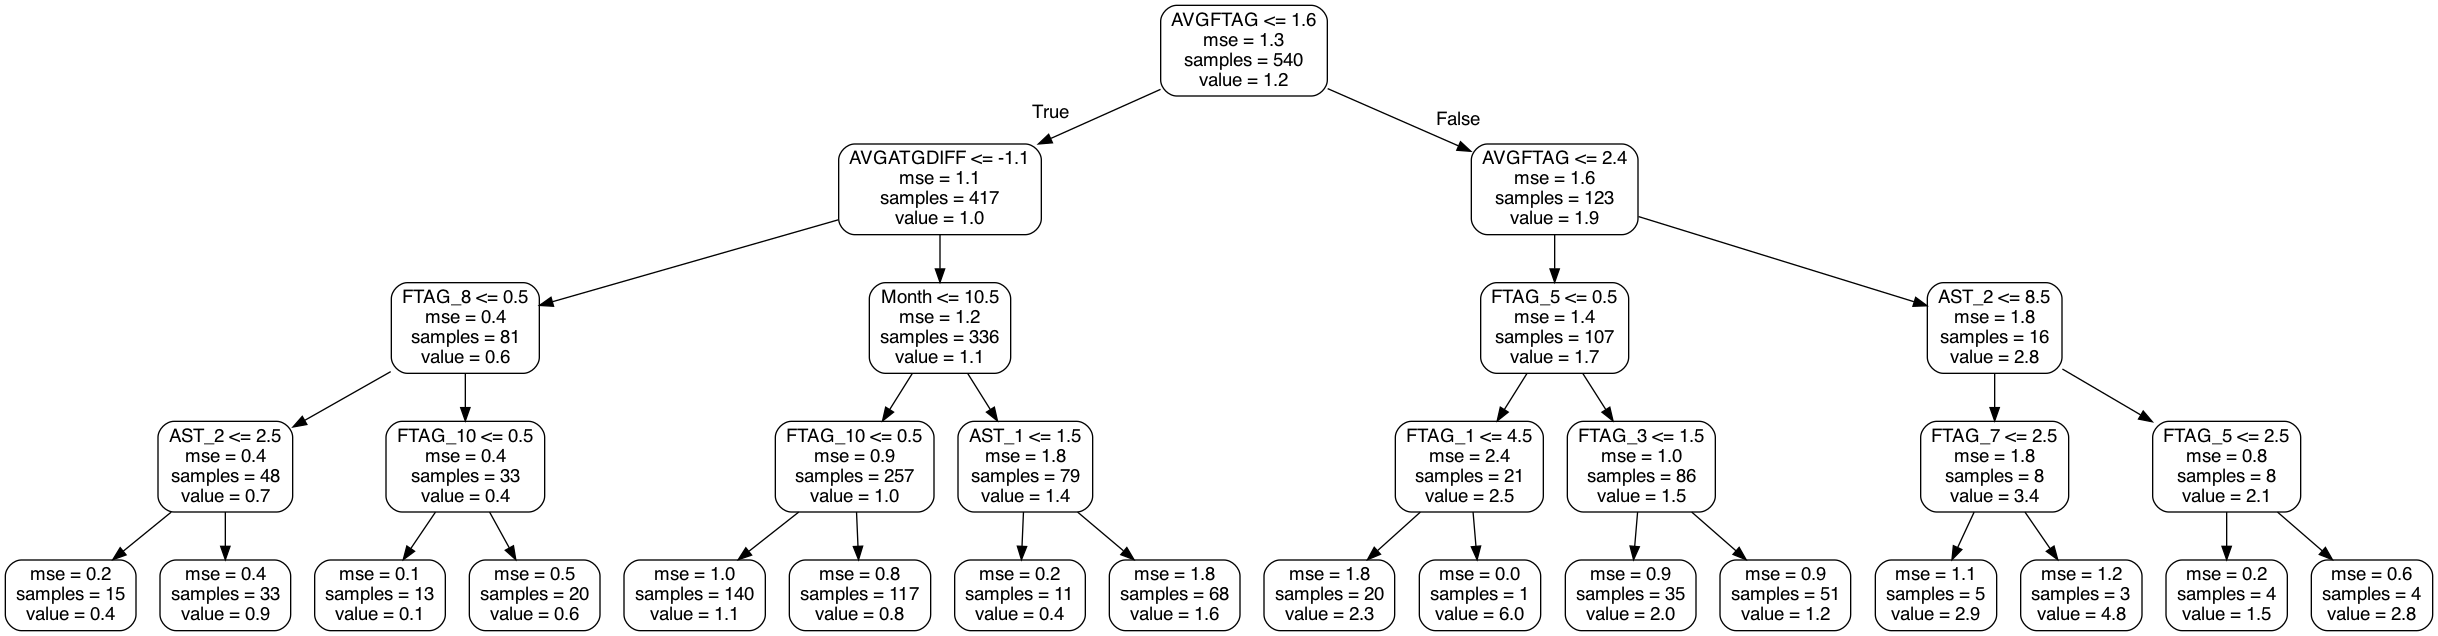 AVGFTAG <= 1.6
mse = 1.3
samples = 540
value = 1.2
True
False
AVGATGDIFF <= -1.1
mse = 1.1
samples = 417
value = 1.0
AVGFTAG <= 2.4
mse = 1.6
samples = 123
value = 1.9
FTAG_8 <= 0.5
mse = 0.4
samples = 81
value = 0.6
Month <= 10.5
mse = 1.2
samples = 336
value = 1.1
FTAG_5 <= 0.5
mse = 1.4
samples = 107
value = 1.7
AST_2 <= 8.5
mse = 1.8
samples = 16
value = 2.8
AST_2 <= 2.5
mse = 0.4
samples = 48
value = 0.7
FTAG_10 <= 0.5
mse = 0.4
samples = 33
value = 0.4
FTAG_10 <= 0.5
mse = 0.9
samples = 257
value = 1.0
AST_1 <= 1.5
mse = 1.8
samples = 79
value = 1.4
FTAG_1 <= 4.5
mse = 2.4
samples = 21
value = 2.5
FTAG_3 <= 1.5
mse = 1.0
samples = 86
value = 1.5
FTAG_7 <= 2.5
mse = 1.8
samples = 8
value = 3.4
FTAG_5 <= 2.5
mse = 0.8
samples = 8
value = 2.1
mse = 0.2
samples = 15
value = 0.4
mse = 0.4
samples = 33
value = 0.9
mse = 0.1
samples = 13
value = 0.1
mse = 0.5
samples = 20
value = 0.6
mse = 1.0
samples = 140
value = 1.1
mse = 0.8
samples = 117
value = 0.8
mse = 0.2
samples = 11
value = 0.4
mse = 1.8
samples = 68
value = 1.6
mse = 1.8
samples = 20
value = 2.3
mse = 0.0
samples = 1
value = 6.0
mse = 0.9
samples = 35
value = 2.0
mse = 0.9
samples = 51
value = 1.2
mse = 1.1
samples = 5
value = 2.9
mse = 1.2
samples = 3
value = 4.8
mse = 0.2
samples = 4
value = 1.5
mse = 0.6
samples = 4
value = 2.8